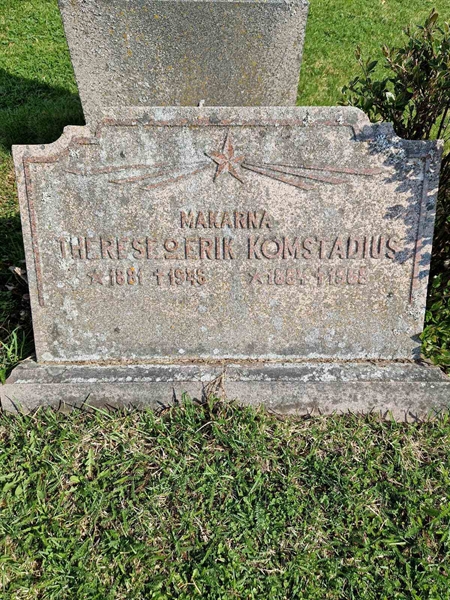 MAKARNA
THERESE O ERIK KOMSTADIUS
☆ 1881 † 1945 ☆